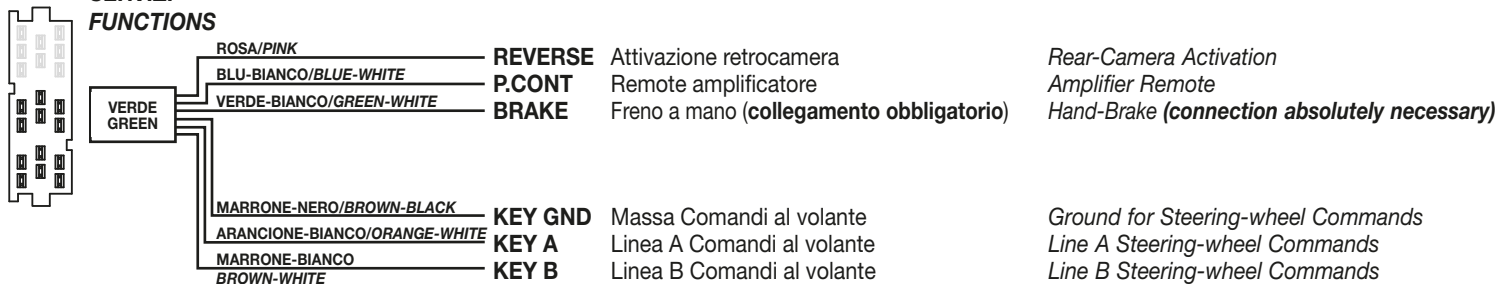 FUNCTIONS
ROSA/PINK REVERSE Attivazione retrocamera Rear-Camera Activation
BLU-BIANCO/BLUE-WHITE P.CONT Remote amplificatore Amplifier Remote
VERDE-BIANCO/GREEN-WHITE BRAKE Freno a mano (collegamento obbligatorio) Hand-Brake (connection absolutely necessary)
VERDE
GREEN
MARRONE-NERO/BROWN-BLACK KEY GND Massa Comandi al volante Ground for Steering-wheel Commands
ARANCIONE-BIANCO/ORANGE-WHITE KEY A Linea A Comandi al volante Line A Steering-wheel Commands
MARRONE-BIANCO KEY B Linea B Comandi al volante Line B Steering-wheel Commands
BROWN-WHITE